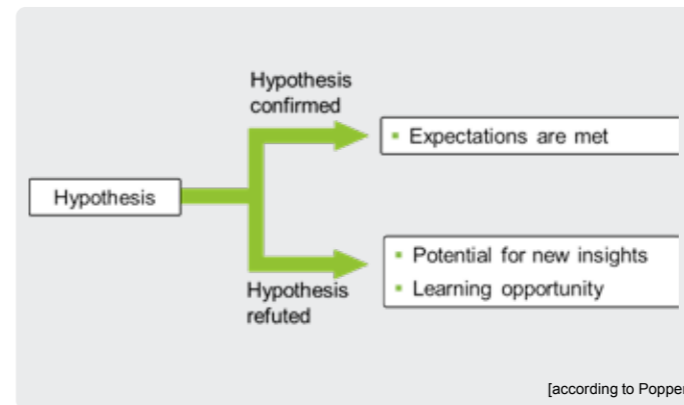 Hypothesis
confirmed
▪ Expectations are met
Hypothesis
▪ Potential for new insights
▪ Learning opportunity
Hypothesis
refuted
[according to Popper